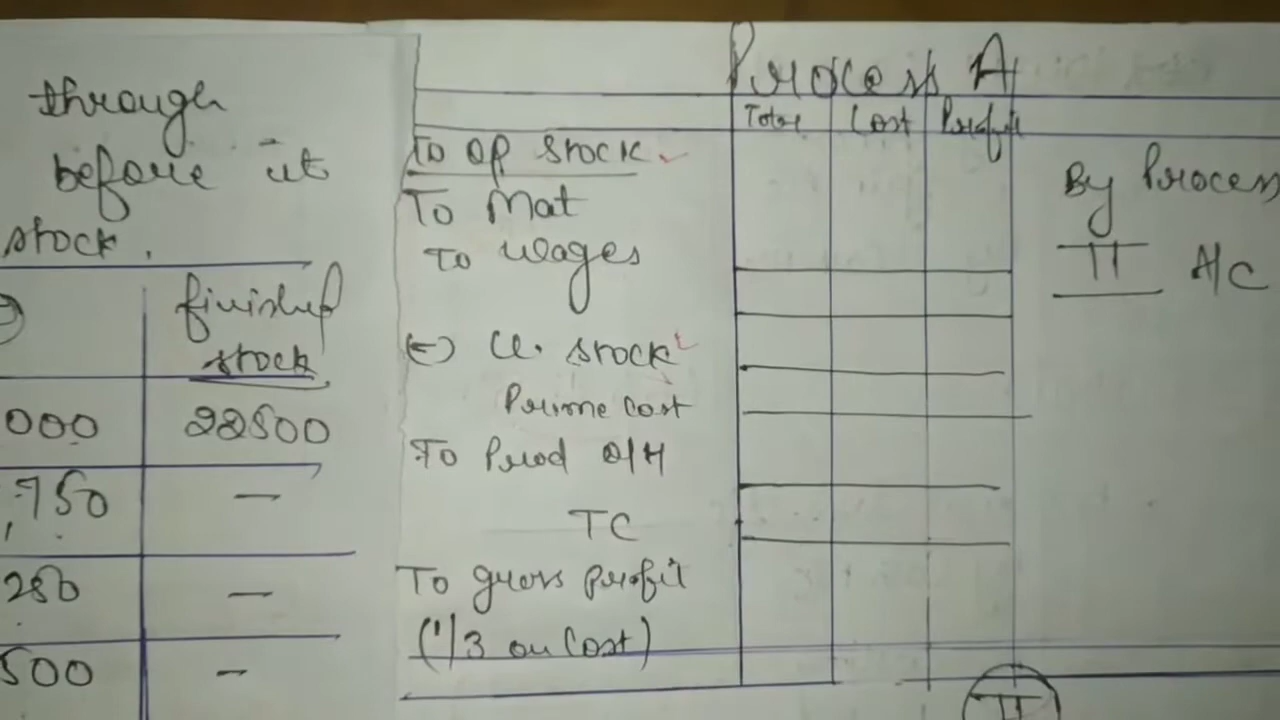 through
before it
stock.
finished
stock
000 22500
,750 —
250 —
500 —
Process A
Total Cost Profit
To op stock
To Mat
To wages
(-) Cl. stock
Prime cost
To Prod O/H
TC
To gross profit
(1/3 on Cost)
By Process
II A/C
II